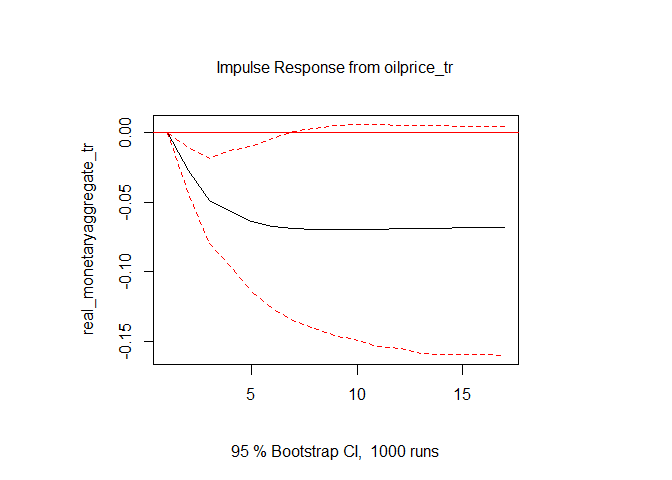 Impulse Response from oilprice_tr
real_monetaryaggregate_tr
0.00
-0.05
-0.10
-0.15
5 10 15
95 % Bootstrap CI,  1000 runs